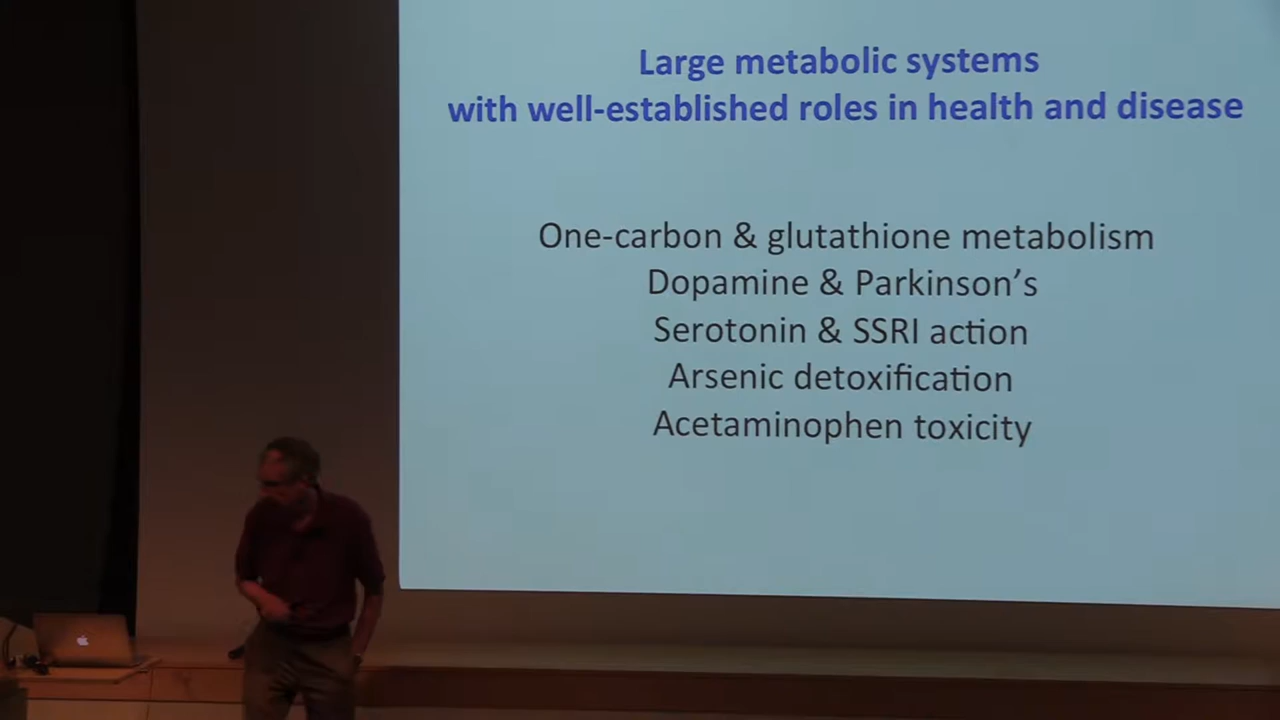 Large metabolic systems
with well-established roles in health and disease
One-carbon & glutathione metabolism
Dopamine & Parkinson’s
Serotonin & SSRI action
Arsenic detoxification
Acetaminophen toxicity